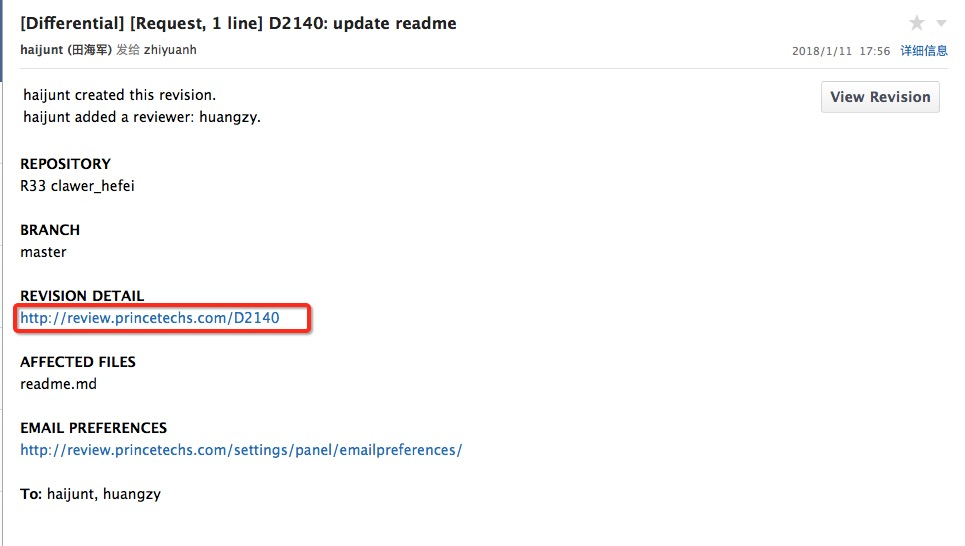 [Differential] [Request, 1 line] D2140: update readme
haijunt (田海军) 发给 zhiyuanh
2018/1/11 17:56 详细信息
haijunt created this revision.
haijunt added a reviewer: huangzy.
View Revision
REPOSITORY
R33 clawer_hefei
BRANCH
master
REVISION DETAIL
http://review.princetechs.com/D2140
AFFECTED FILES
readme.md
EMAIL PREFERENCES
http://review.princetechs.com/settings/panel/emailpreferences/
To: haijunt, huangzy